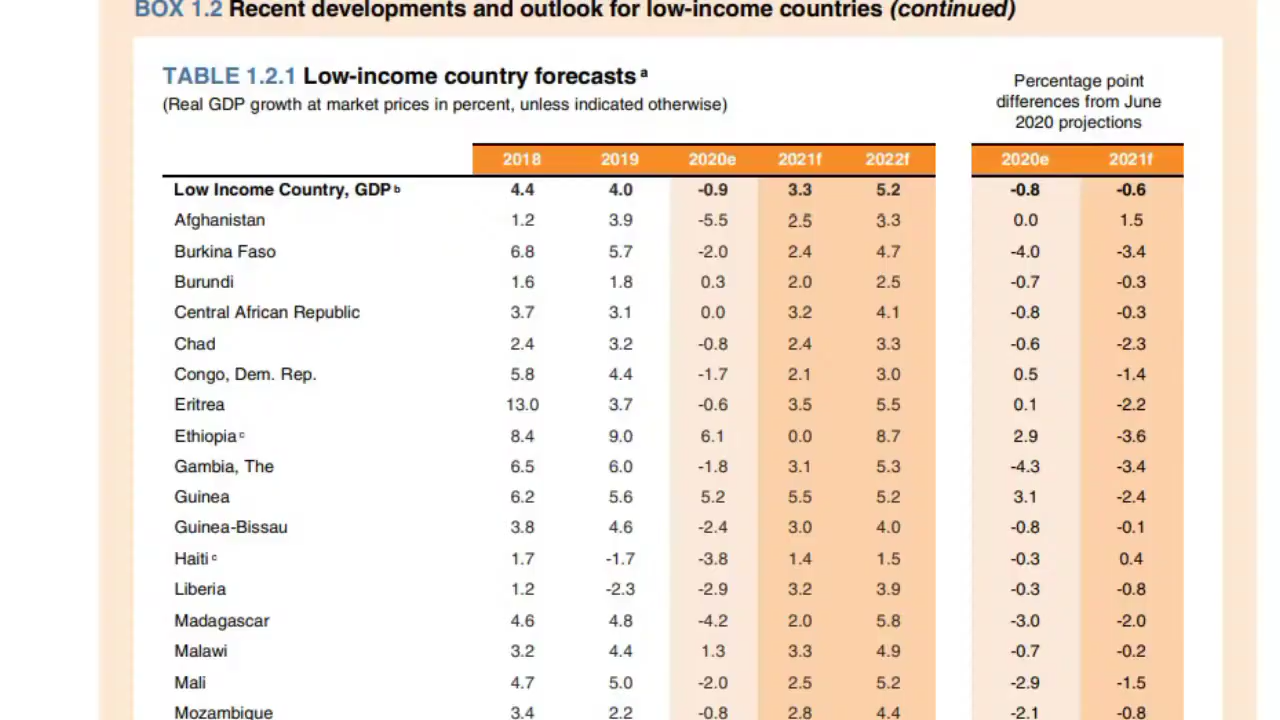 BOX 1.2 Recent developments and outlook for low-income countries (continued)
TABLE 1.2.1 Low-income country forecasts a
(Real GDP growth at market prices in percent, unless indicated otherwise)
Percentage point
differences from June
2020 projections
2018 2019 2020e 2021f 2022f 2020e 2021f
Low Income Country, GDP b 4.4 4.0 -0.9 3.3 5.2 -0.8 -0.6
Afghanistan 1.2 3.9 -5.5 2.5 3.3 0.0 1.5
Burkina Faso 6.8 5.7 -2.0 2.4 4.7 -4.0 -3.4
Burundi 1.6 1.8 0.3 2.0 2.5 -0.7 -0.3
Central African Republic 3.7 3.1 0.0 3.2 4.1 -0.8 -0.3
Chad 2.4 3.2 -0.8 2.4 3.3 -0.6 -2.3
Congo, Dem. Rep. 5.8 4.4 -1.7 2.1 3.0 0.5 -1.4
Eritrea 13.0 3.7 -0.6 3.5 5.5 0.1 -2.2
Ethiopia c 8.4 9.0 6.1 0.0 8.7 2.9 -3.6
Gambia, The 6.5 6.0 -1.8 3.1 5.3 -4.3 -3.4
Guinea 6.2 5.6 5.2 5.5 5.2 3.1 -2.4
Guinea-Bissau 3.8 4.6 -2.4 3.0 4.0 -0.8 -0.1
Haiti c 1.7 -1.7 -3.8 1.4 1.5 -0.3 0.4
Liberia 1.2 -2.3 -2.9 3.2 3.9 -0.3 -0.8
Madagascar 4.6 4.8 -4.2 2.0 5.8 -3.0 -2.0
Malawi 3.2 4.4 1.3 3.3 4.9 -0.7 -0.2
Mali 4.7 5.0 -2.0 2.5 5.2 -2.9 -1.5
Mozambique 3.4 2.2 -0.8 2.8 4.4 -2.1 -0.8